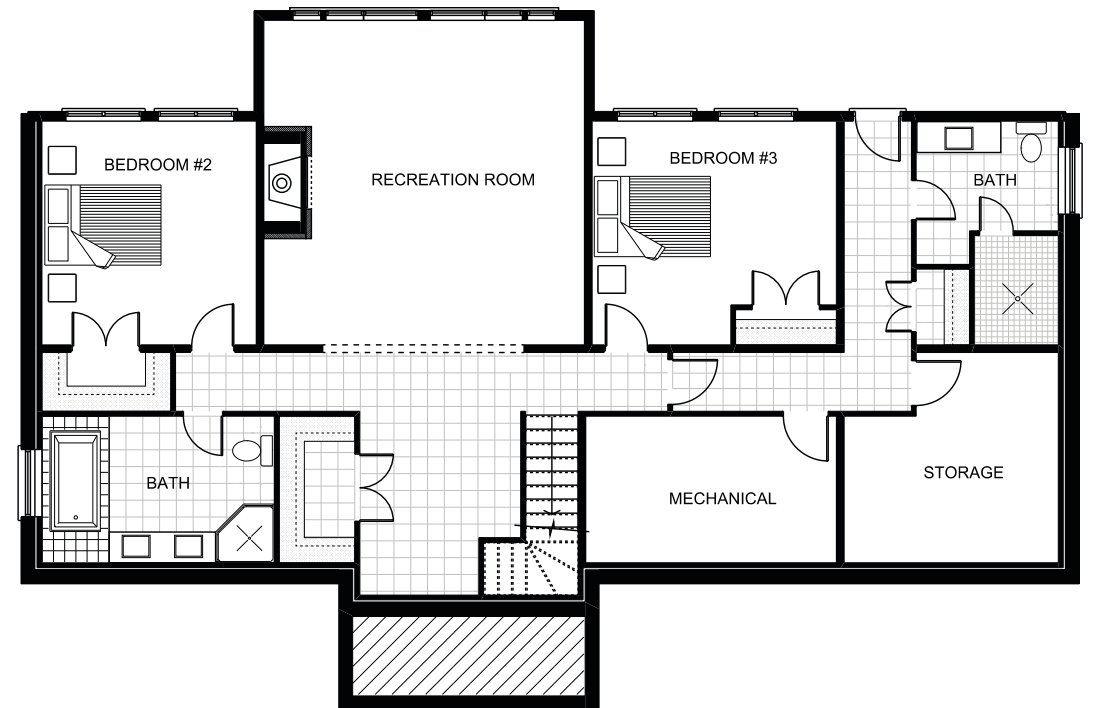 BEDROOM #2
RECREATION ROOM
BEDROOM #3
BATH
BATH
MECHANICAL
STORAGE